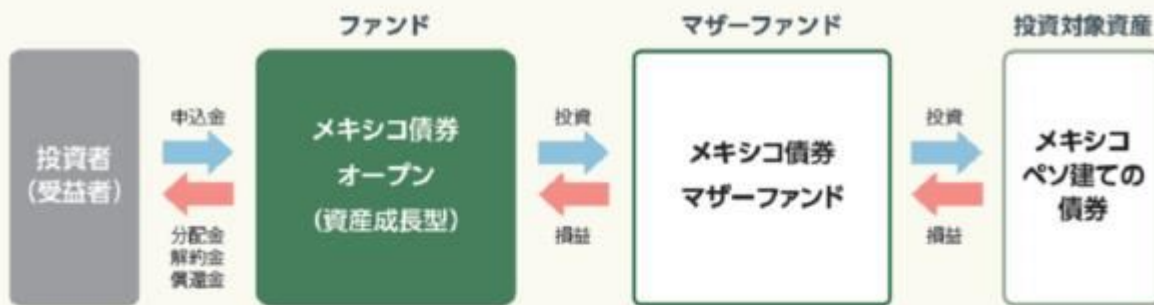 ファンド
マザーファンド
投資対象資産
投資者
(受益者)
申込金
分配金
解約金
償還金
メキシコ債券
オープン
(資産成長型)
投資
損益
メキシコ債券
マザーファンド
投資
損益
メキシコ
ペソ建ての
債券